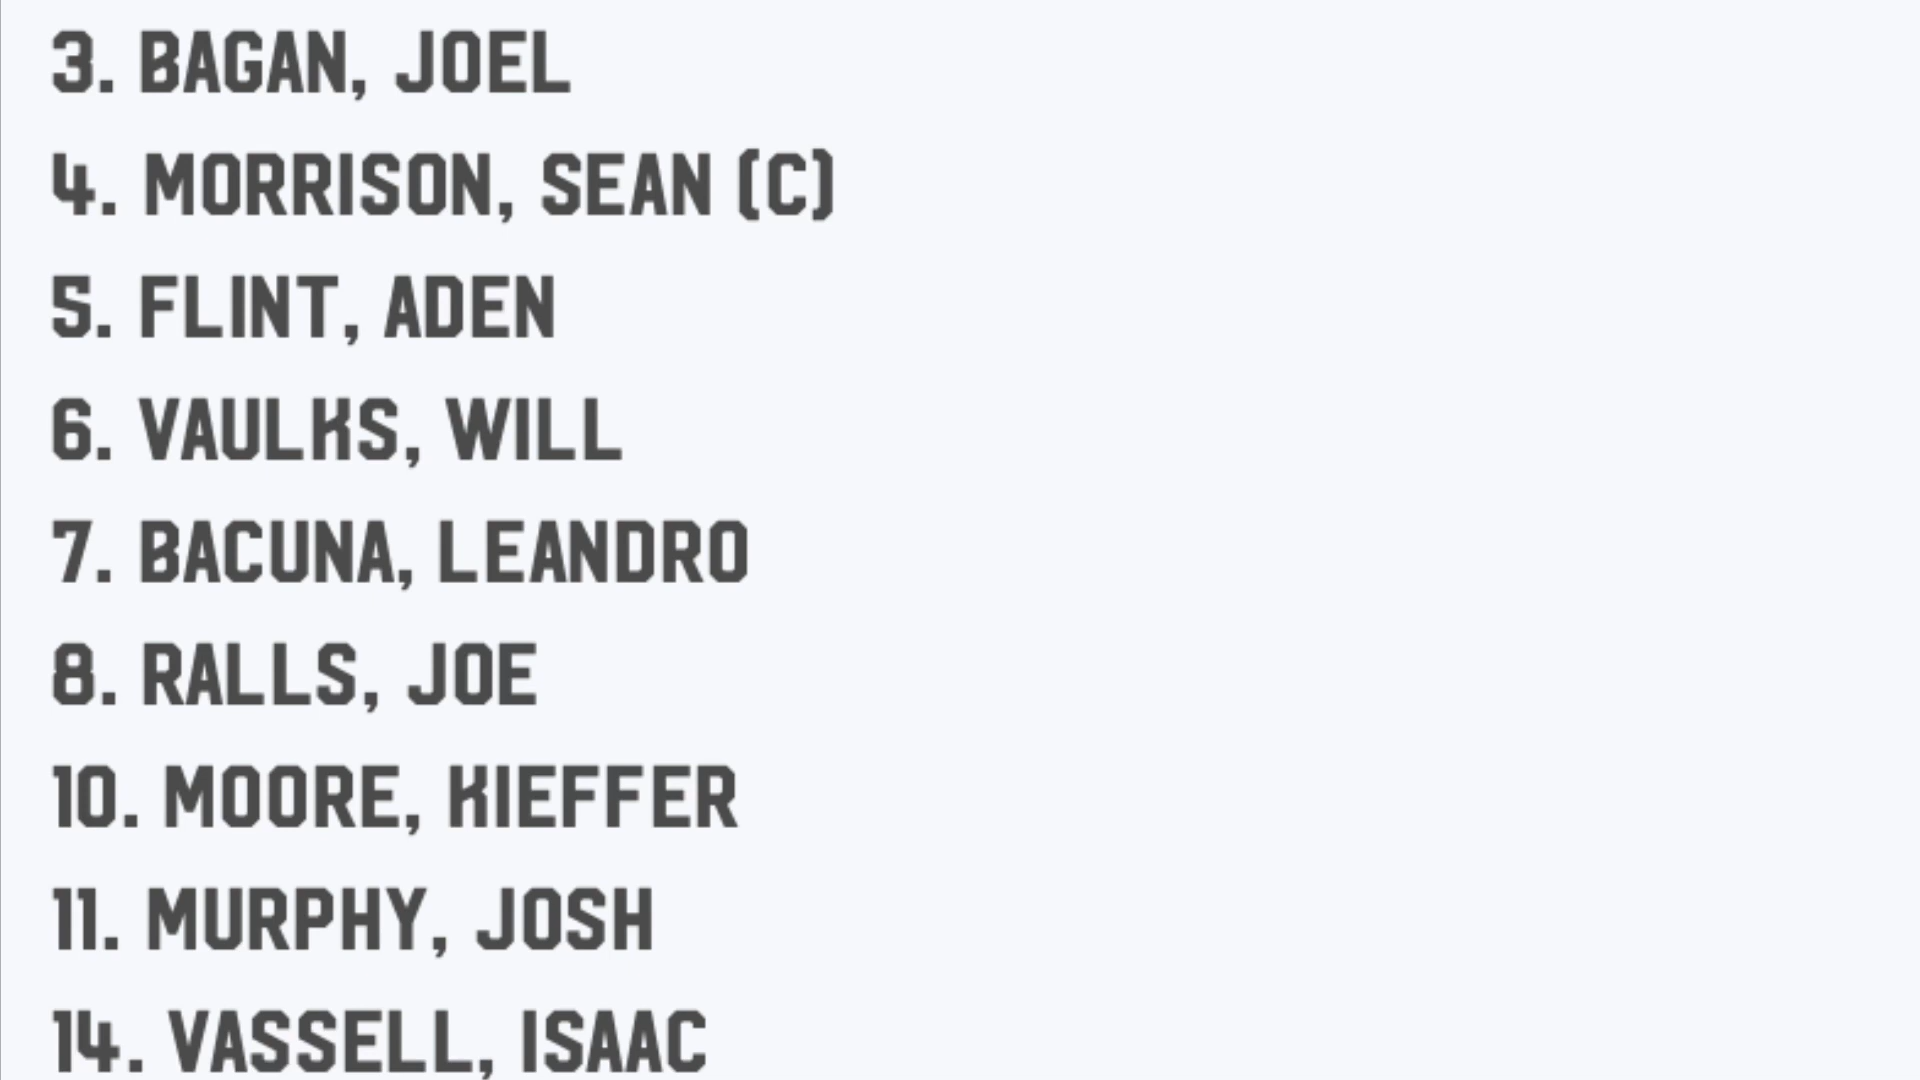 3. BAGAN, JOEL
4. MORRISON, SEAN (C)
5. FLINT, ADEN
6. VAULKS, WILL
7. BACUNA, LEANDRO
8. RALLS, JOE
10. MOORE, KIEFFER
11. MURPHY, JOSH
14. VASSELL, ISAAC